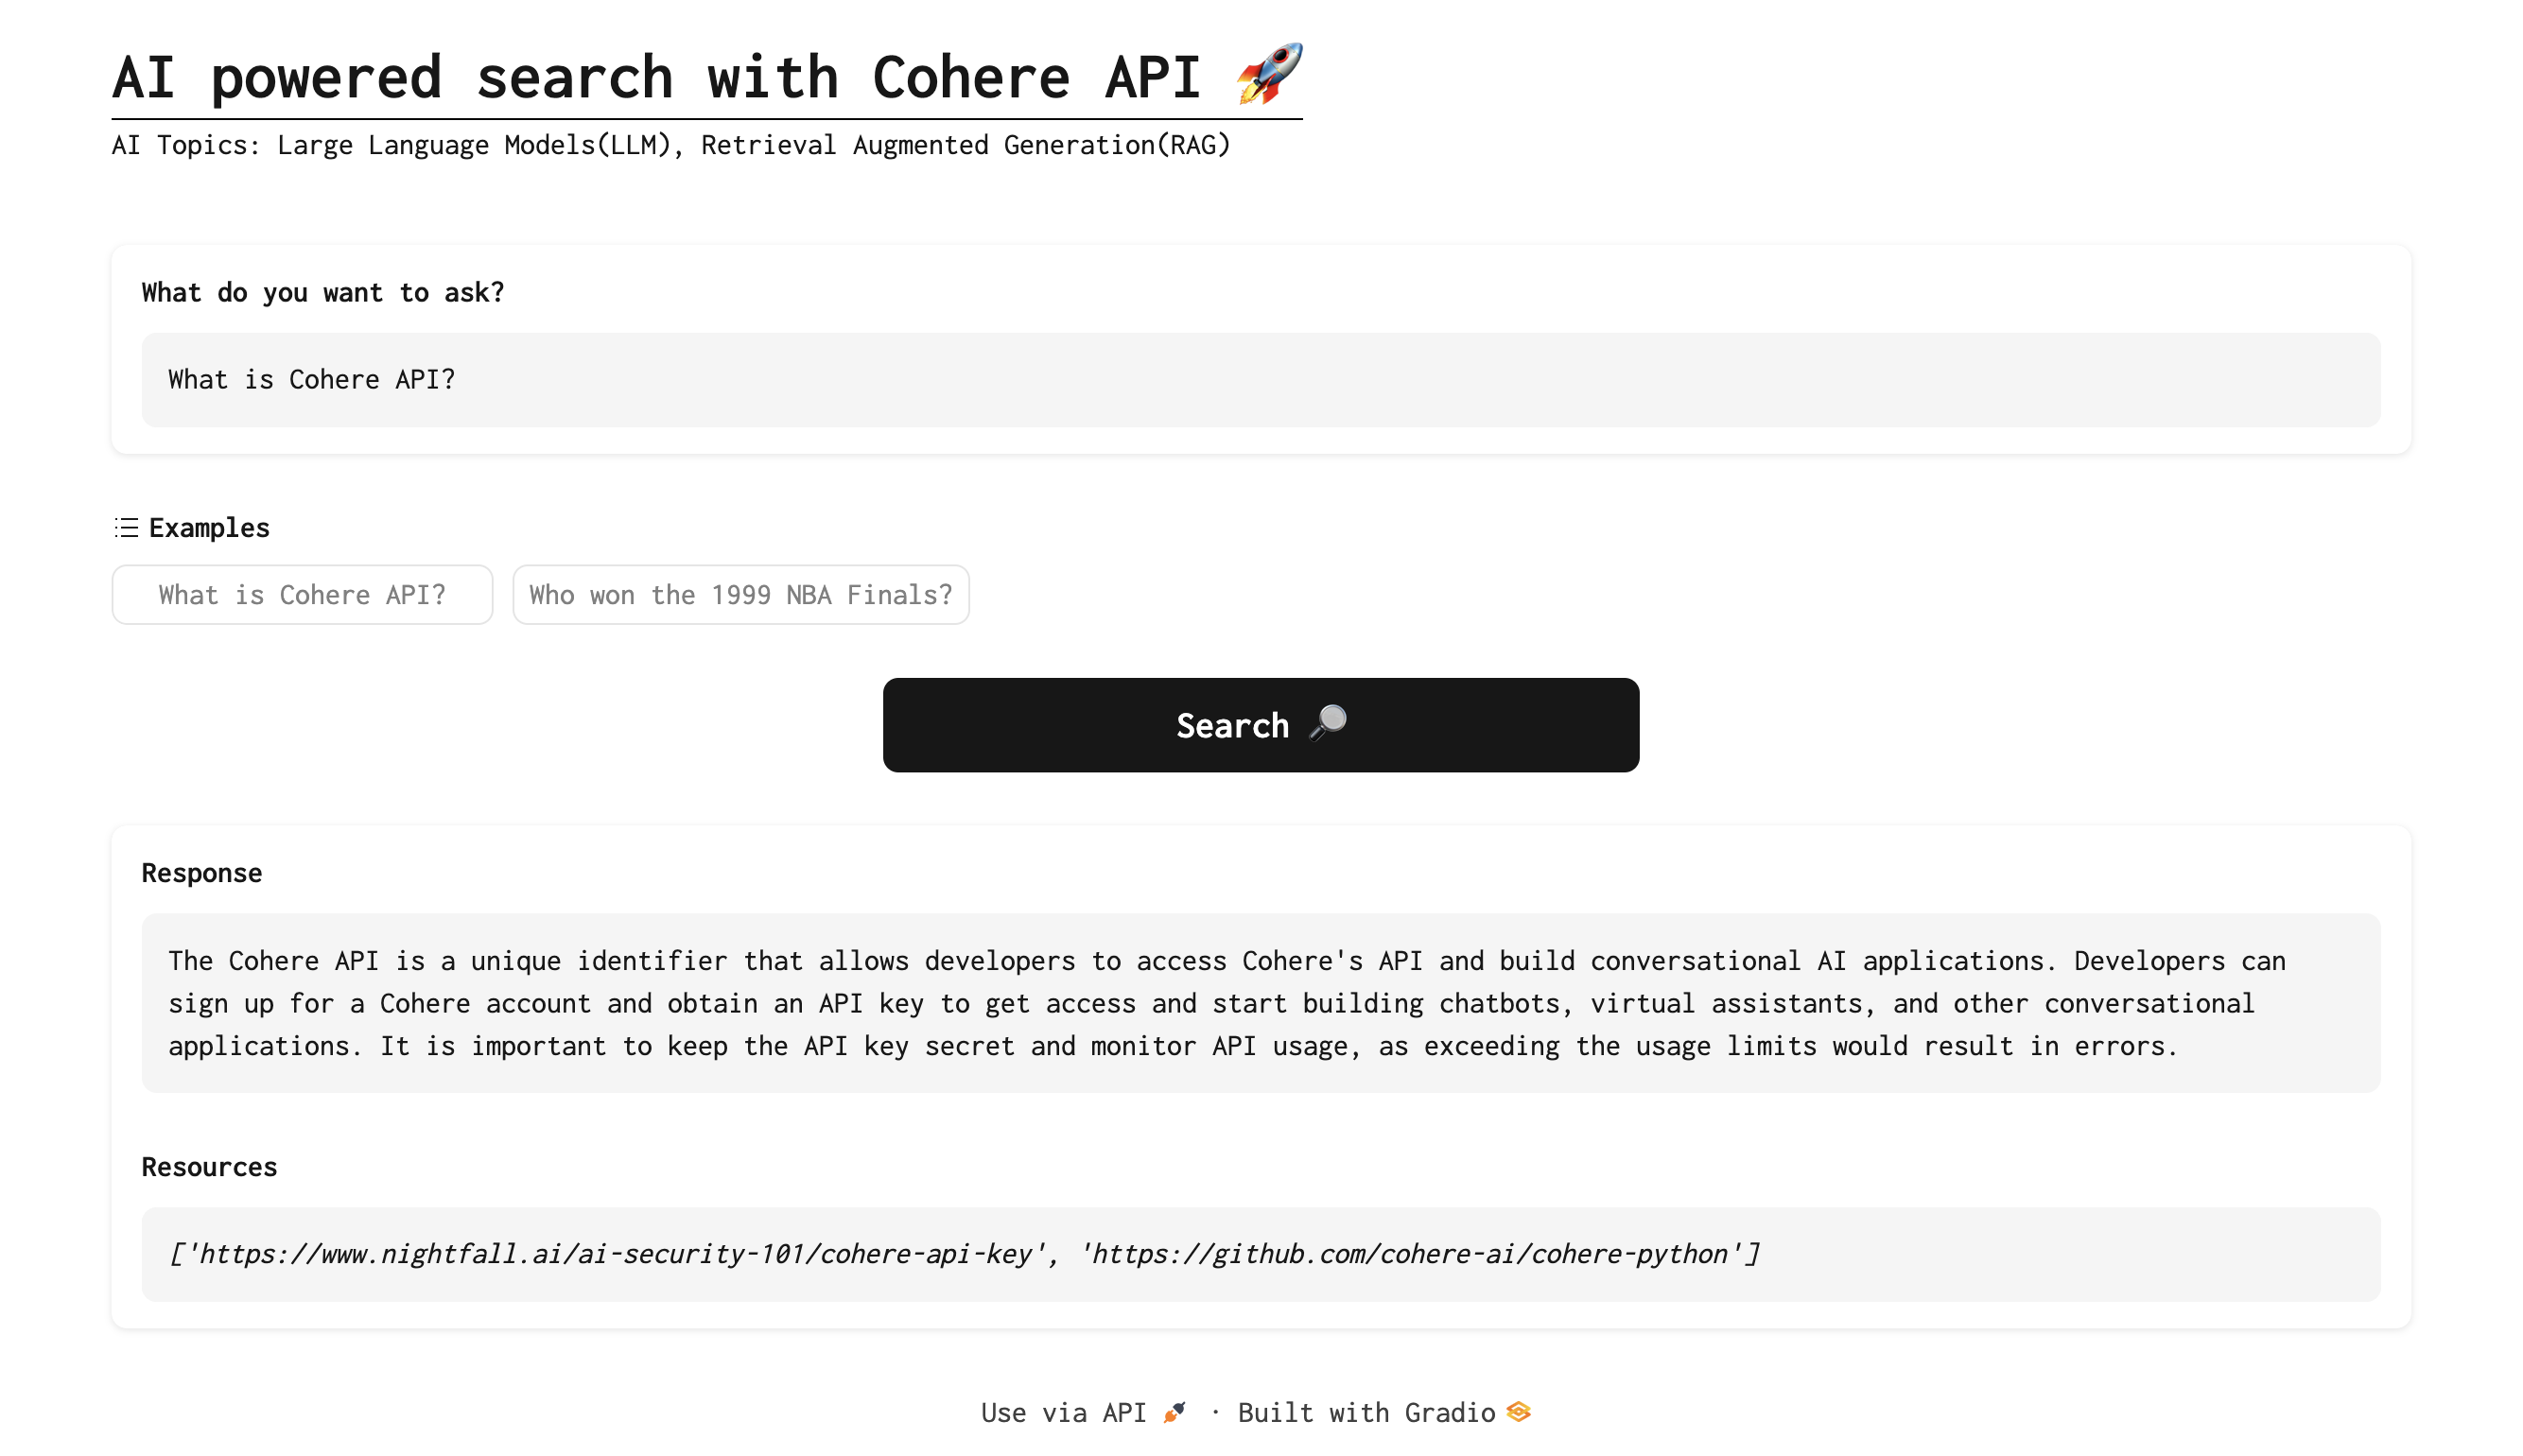 AI powered search with Cohere API 🚀
AI Topics: Large Language Models(LLM), Retrieval Augmented Generation(RAG)
What do you want to ask?
What is Cohere API?
Examples
What is Cohere API?
Who won the 1999 NBA Finals?
Search 🔎
Response
The Cohere API is a unique identifier that allows developers to access Cohere's API and build conversational AI applications. Developers can
sign up for a Cohere account and obtain an API key to get access and start building chatbots, virtual assistants, and other conversational
applications. It is important to keep the API key secret and monitor API usage, as exceeding the usage limits would result in errors.
Resources
['https://www.nightfall.ai/ai-security-101/cohere-api-key', 'https://github.com/cohere-ai/cohere-python']
Use via API · Built with Gradio